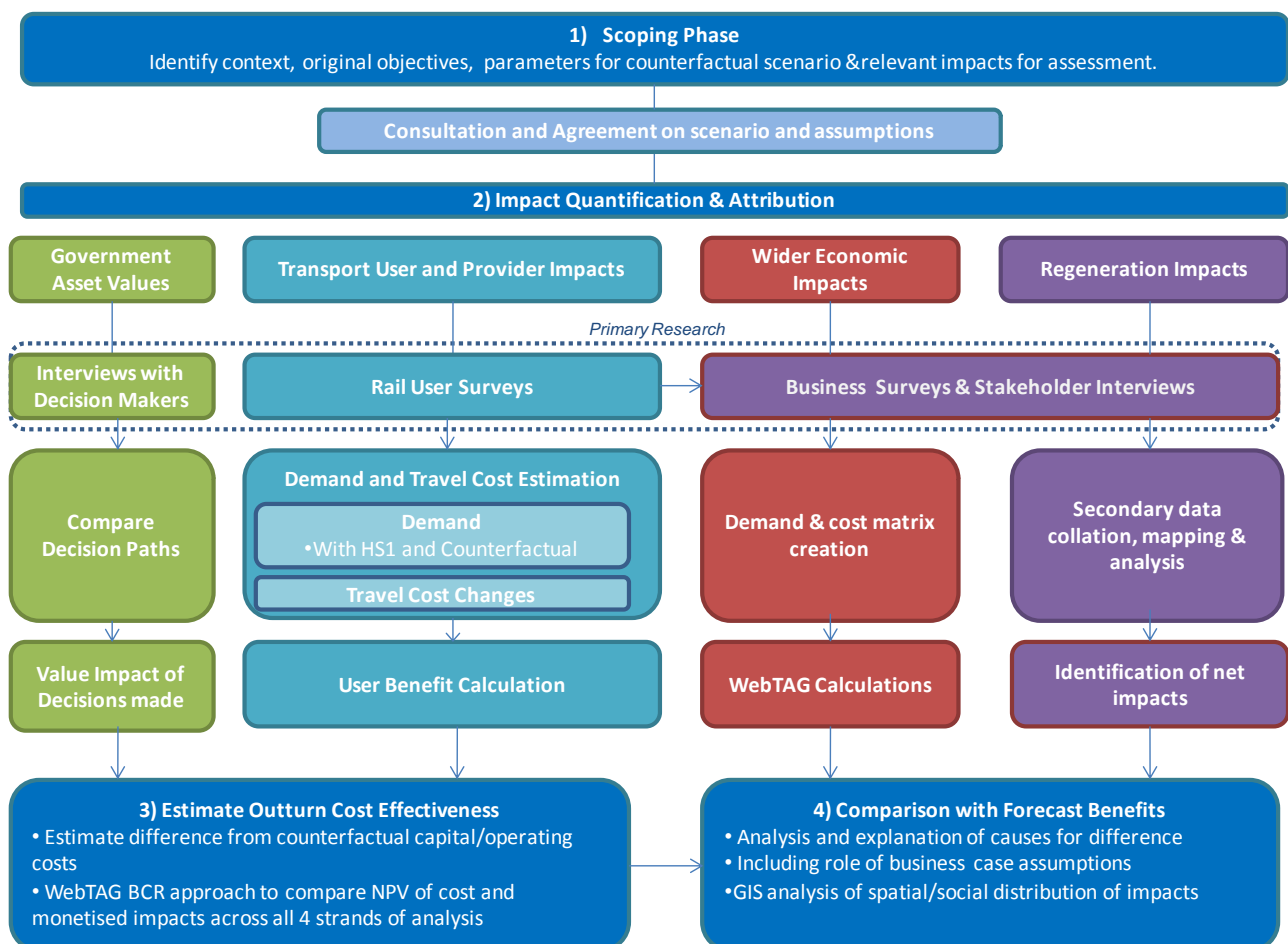 1) Scoping Phase
Identify context, original objectives, parameters for counterfactual scenario &relevant impacts for assessment.
Consultation and Agreement on scenario and assumptions
2) Impact Quantification & Attribution
Government
Asset Values
Transport User and Provider Impacts
Wider Economic
Impacts
Regeneration Impacts
Primary Research
Interviews with
Decision Makers
Rail User Surveys
Business Surveys & Stakeholder Interviews
Compare
Decision Paths
Demand and Travel Cost Estimation
Demand
•With HS1 and Counterfactual
Travel Cost Changes
Demand & cost matrix
creation
Secondary data
collation, mapping &
analysis
Value Impact of
Decisions made
User Benefit Calculation
WebTAG Calculations
Identification of net
impacts
3) Estimate Outturn Cost Effectiveness
• Estimate difference from counterfactual capital/operating
costs
• WebTAG BCR approach to compare NPV of cost and
monetised impacts across all 4 strands of analysis
4) Comparison with Forecast Benefits
• Analysis and explanation of causes for difference
• Including role of business case assumptions
•GIS analysis of spatial/social distribution of impacts